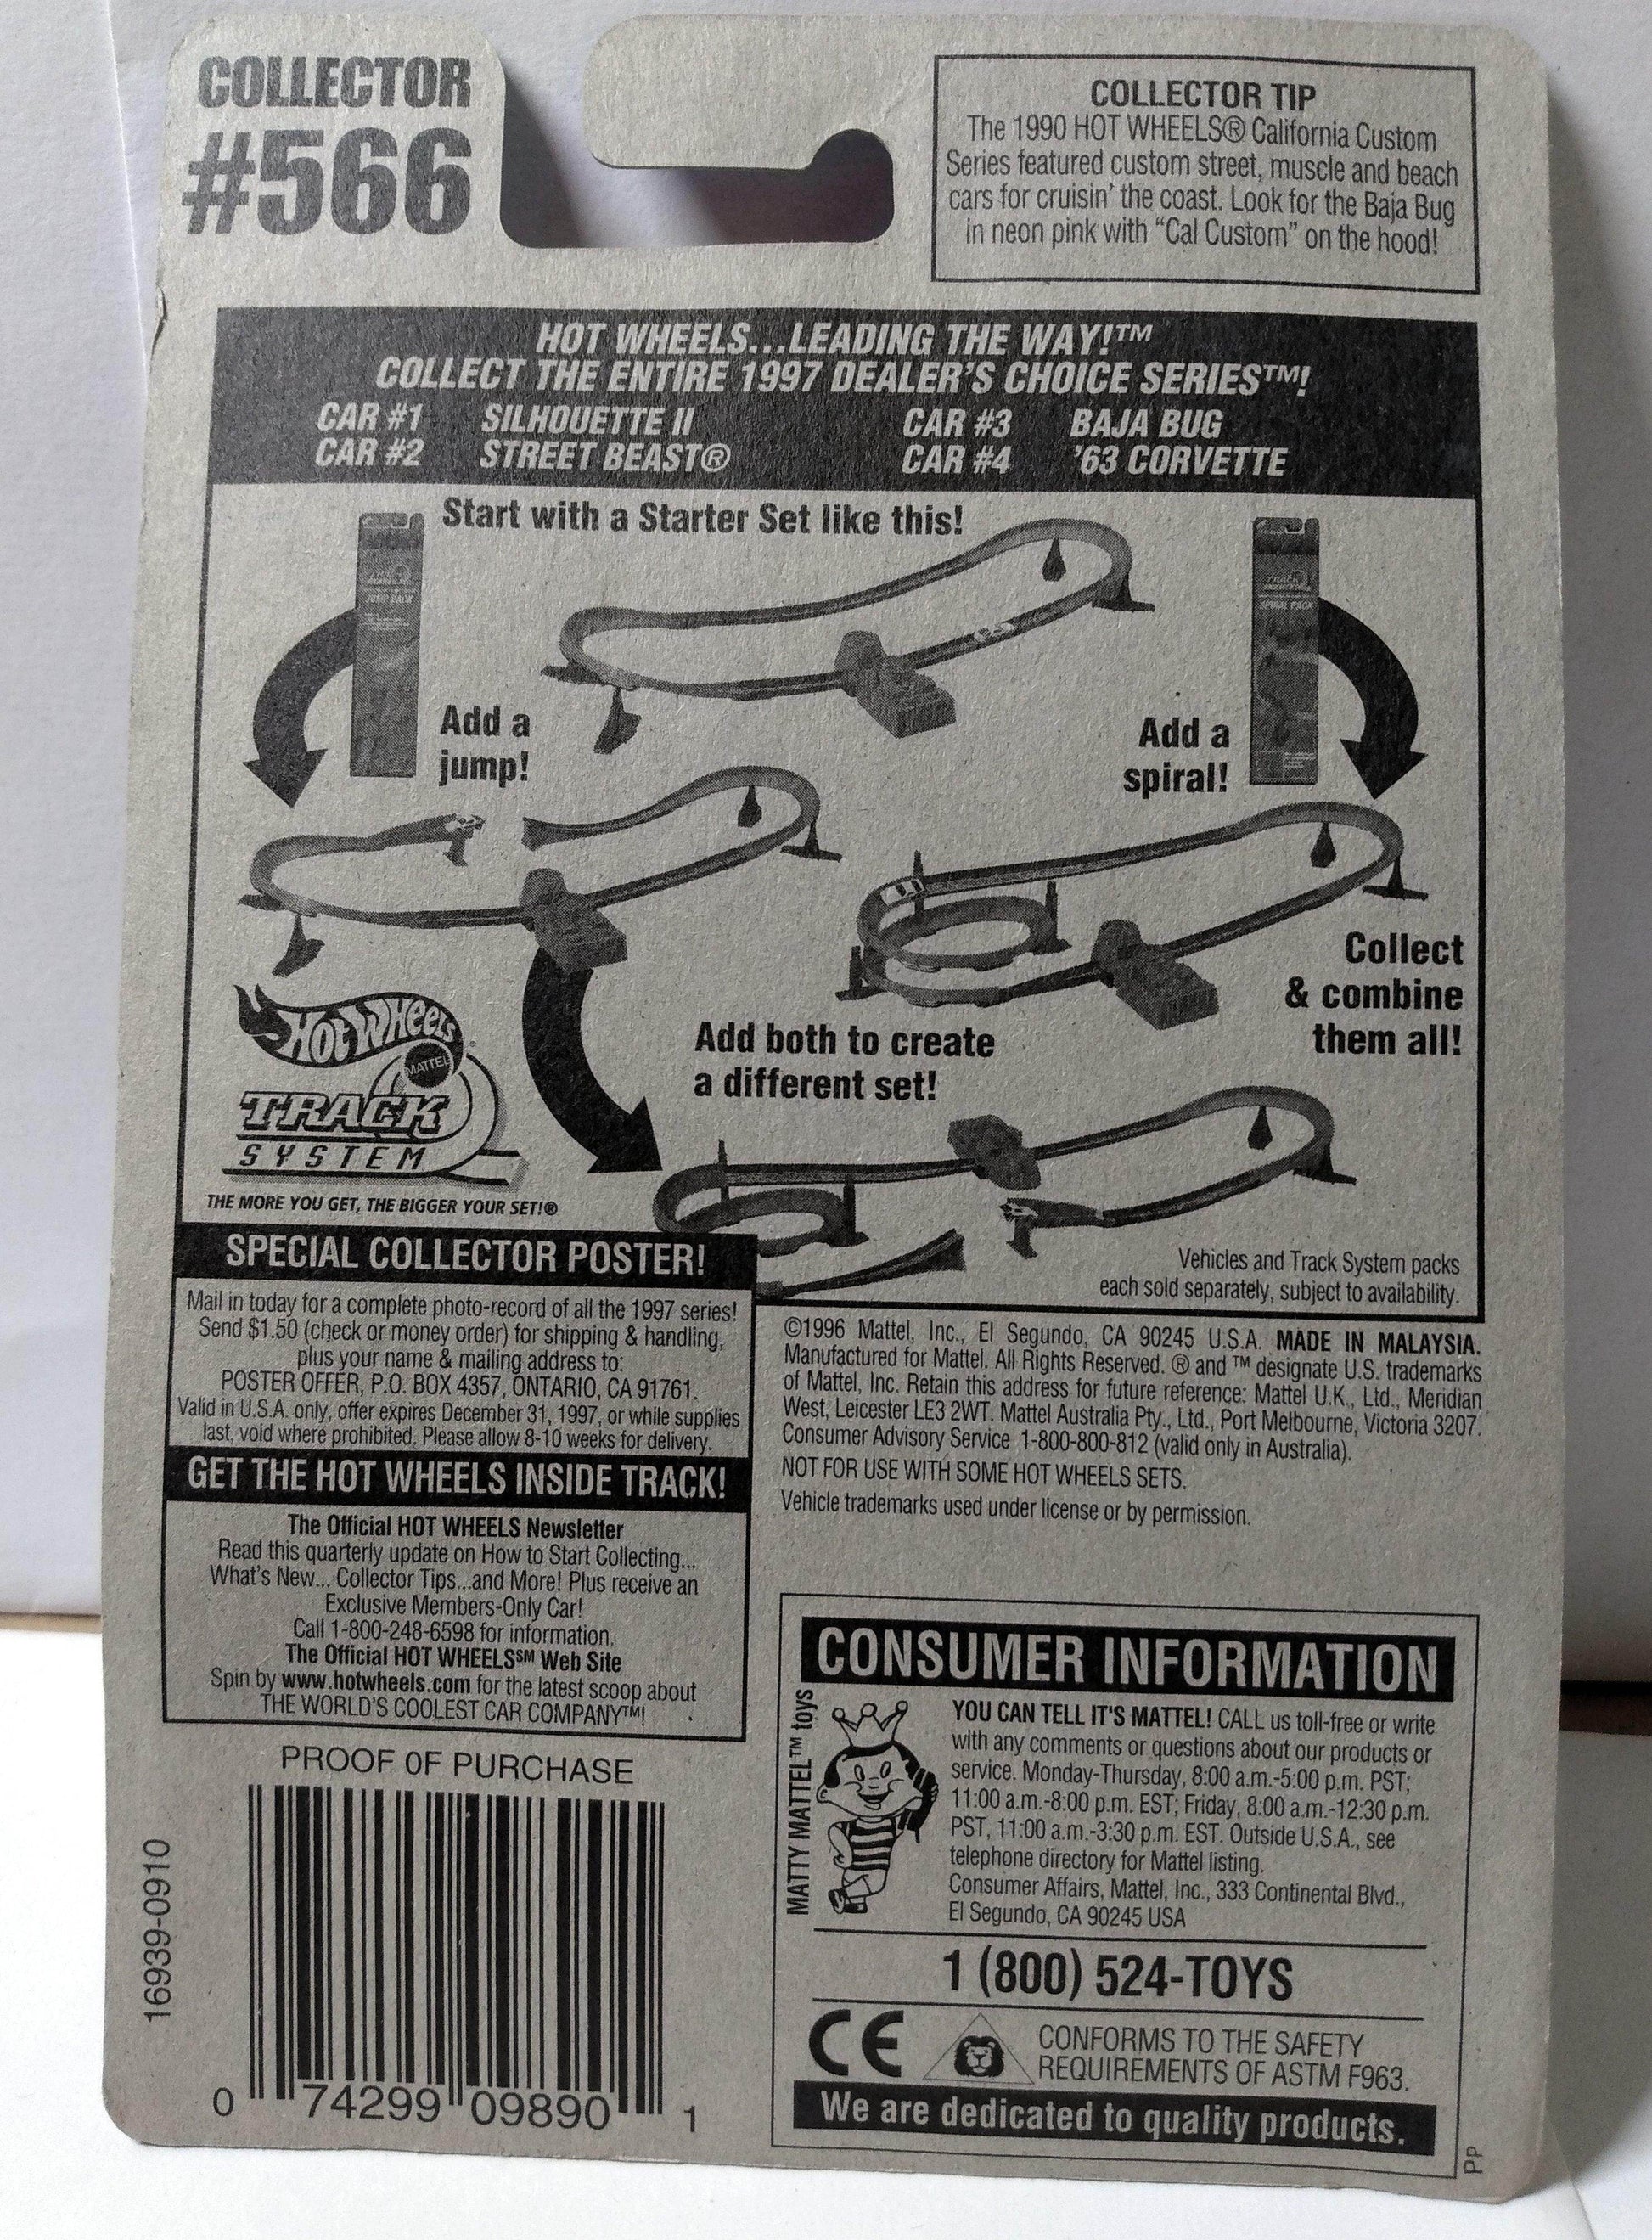 COLLECTOR
#566
COLLECTOR TIP
The 1990 HOT WHEELS® California Custom
Series featured custom street, muscle and beach
cars for cruisin' the coast. Look for the Baja Bug
in neon pink with “Cal Custom” on the hood!
HOT WHEELS...LEADING THE WAY!™
COLLECT THE ENTIRE 1997 DEALER'S CHOICE SERIES™!
CAR #1 SILHOUETTE II CAR #3 BAJA BUG
CAR #2 STREET BEAST® CAR #4 '63 CORVETTE
Start with a Starter Set like this!
JUMP PACK
SPIRAL PACK
Add a
jump!
Add a
spiral!
Collect
& combine
them all!
Add both to create
a different set!
Hot Wheels
MATTEL
TRACK
SYSTEM
THE MORE YOU GET, THE BIGGER YOUR SET!®
Vehicles and Track System packs
each sold separately, subject to availability.
SPECIAL COLLECTOR POSTER!
Mail in today for a complete photo-record of all the 1997 series!
Send $1.50 (check or money order) for shipping & handling,
plus your name & mailing address to:
POSTER OFFER, P.O. BOX 4357, ONTARIO, CA 91761.
Valid in U.S.A. only, offer expires December 31, 1997, or while supplies
last, void where prohibited. Please allow 8-10 weeks for delivery.
GET THE HOT WHEELS INSIDE TRACK!
The Official HOT WHEELS Newsletter
Read this quarterly update on How to Start Collecting...
What's New... Collector Tips...and More! Plus receive an
Exclusive Members-Only Car!
Call 1-800-248-6598 for information.
The Official HOT WHEELS℠ Web Site
Spin by www.hotwheels.com for the latest scoop about
THE WORLD'S COOLEST CAR COMPANY™!
©1996 Mattel, Inc., El Segundo, CA 90245 U.S.A. MADE IN MALAYSIA.
Manufactured for Mattel. All Rights Reserved. ® and ™ designate U.S. trademarks
of Mattel, Inc. Retain this address for future reference: Mattel U.K., Ltd., Meridian
West, Leicester LE3 2WT. Mattel Australia Pty., Ltd., Port Melbourne, Victoria 3207.
Consumer Advisory Service 1-800-800-812 (valid only in Australia).
NOT FOR USE WITH SOME HOT WHEELS SETS.
Vehicle trademarks used under license or by permission.
PROOF OF PURCHASE
16939-0910
0 74299 09890 1
CONSUMER INFORMATION
MATTY MATTEL™ toys
YOU CAN TELL IT'S MATTEL! CALL us toll-free or write
with any comments or questions about our products or
service. Monday-Thursday, 8:00 a.m.-5:00 p.m. PST;
11:00 a.m.-8:00 p.m. EST; Friday, 8:00 a.m.-12:30 p.m.
PST, 11:00 a.m.-3:30 p.m. EST. Outside U.S.A., see
telephone directory for Mattel listing.
Consumer Affairs, Mattel, Inc., 333 Continental Blvd.,
El Segundo, CA 90245 USA
1 (800) 524-TOYS
CE
CONFORMS TO THE SAFETY
REQUIREMENTS OF ASTM F963.
We are dedicated to quality products.
PP